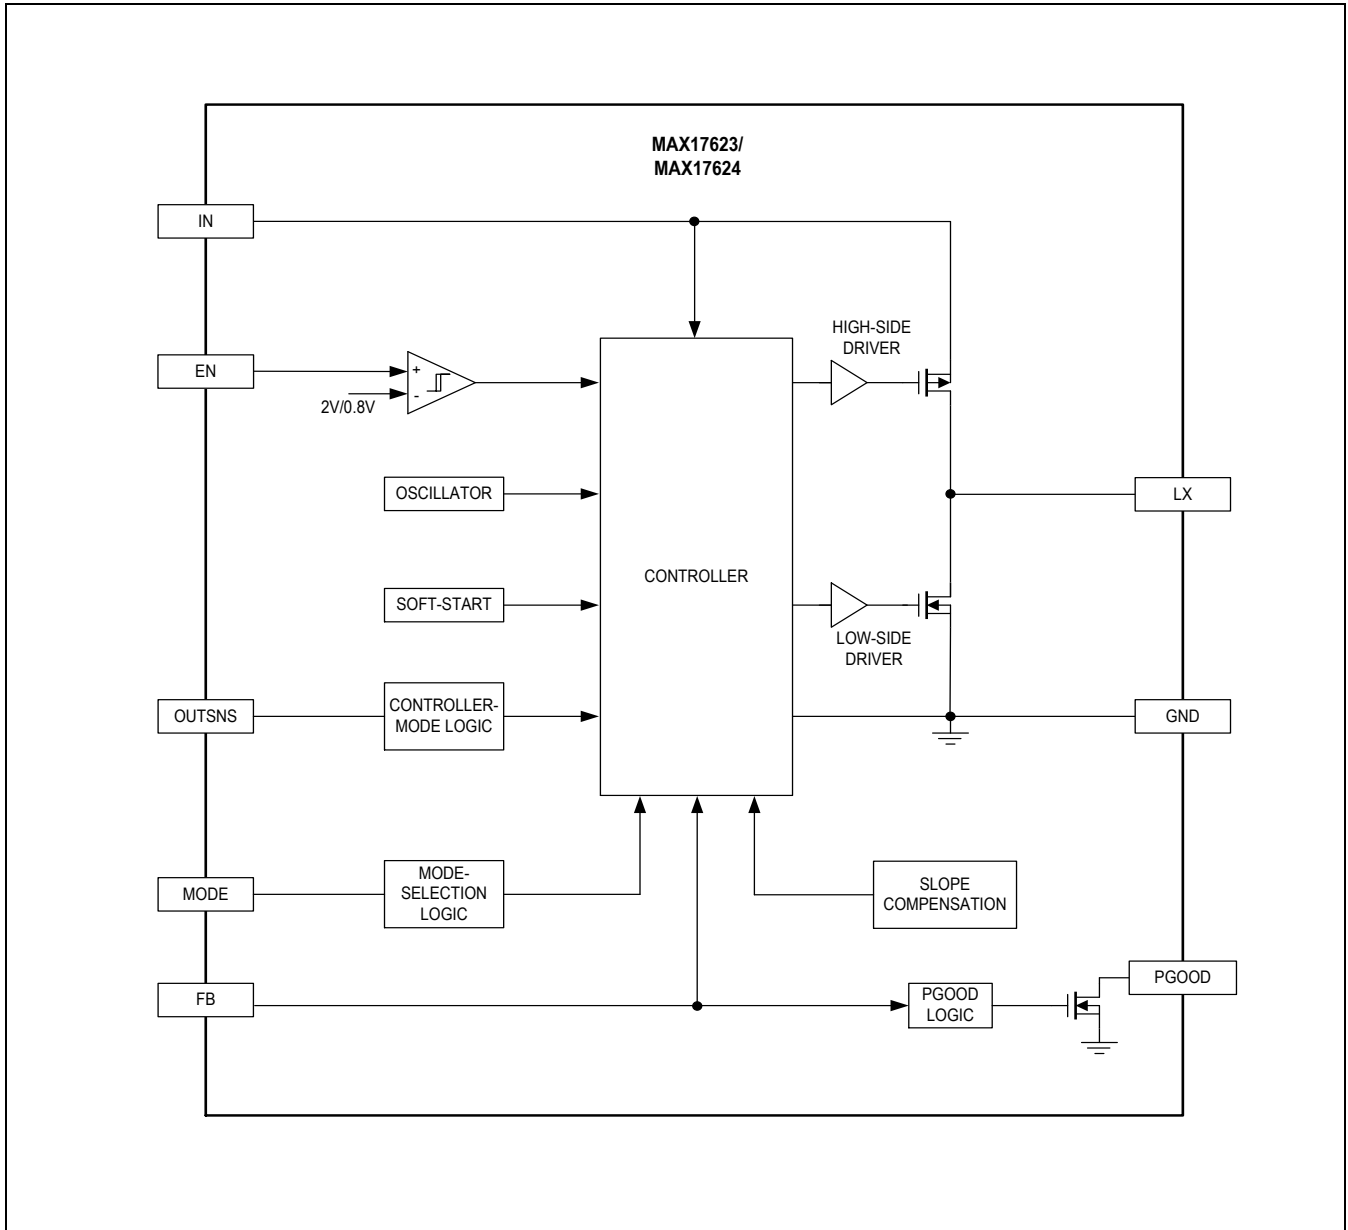 MAX17623/
MAX17624
IN
HIGH-SIDE
DRIVER
EN
+
-
2V/0.8V
OSCILLATOR
LX
CONTROLLER
SOFT-START
LOW-SIDE
DRIVER
OUTSNS
CONTROLLER-
MODE LOGIC
GND
MODE
MODE-
SELECTION
LOGIC
SLOPE
COMPENSATION
PGOOD
FB
PGOOD
LOGIC